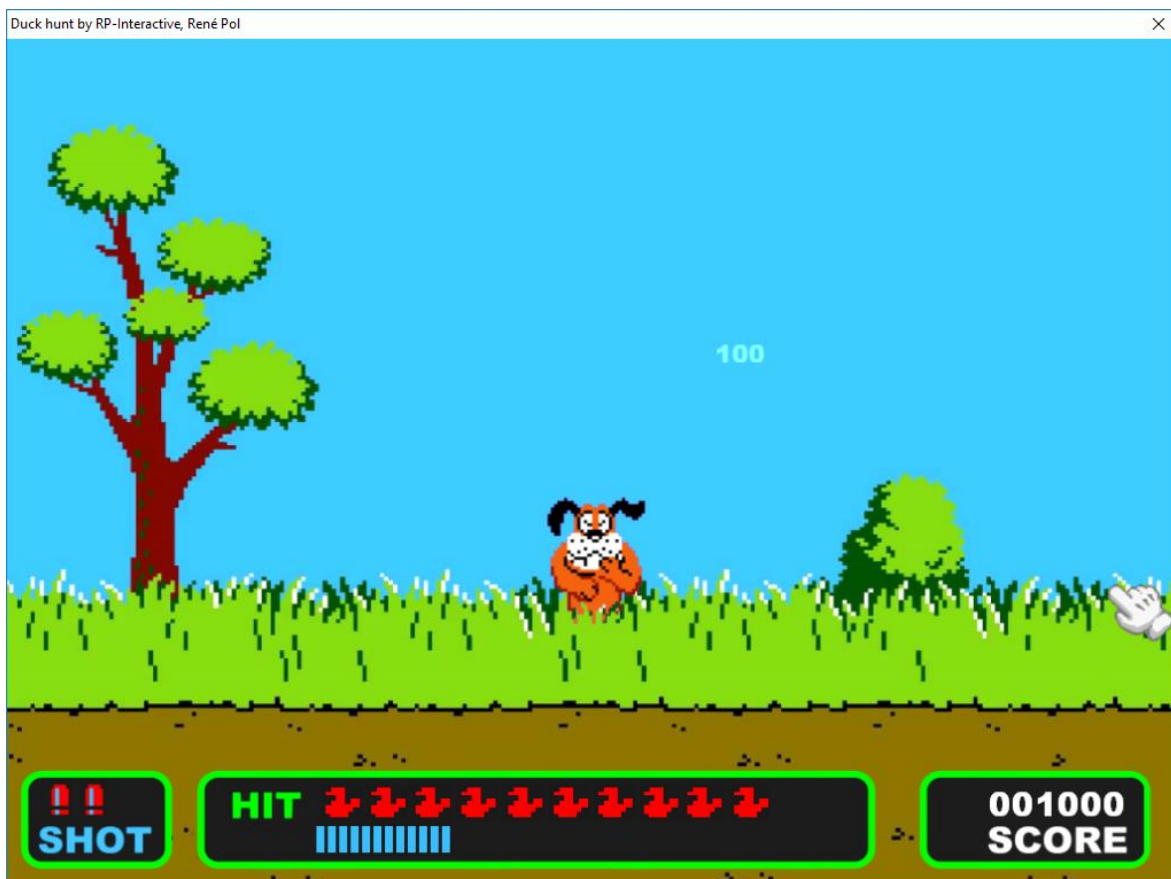 Duck hunt by RP-Interactive, René Pol
100
HIT
SHOT
001000
SCORE